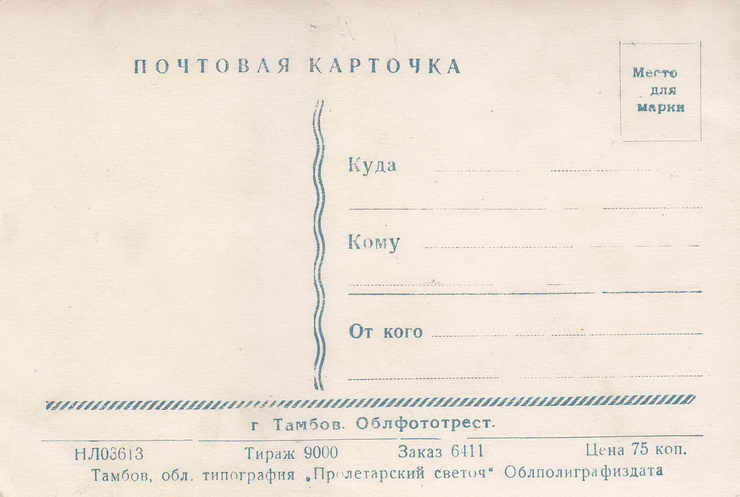 ПОЧТОВАЯ КАРТОЧКА
Место
для
марки
Куда
Кому
От кого
г Тамбов. Облфототрест.
НЛ03613 Тираж 9000 Заказ 6411 Цена 75 коп.
Тамбов, обл. типография „Пролетарский светоч" Облполиграфиздата